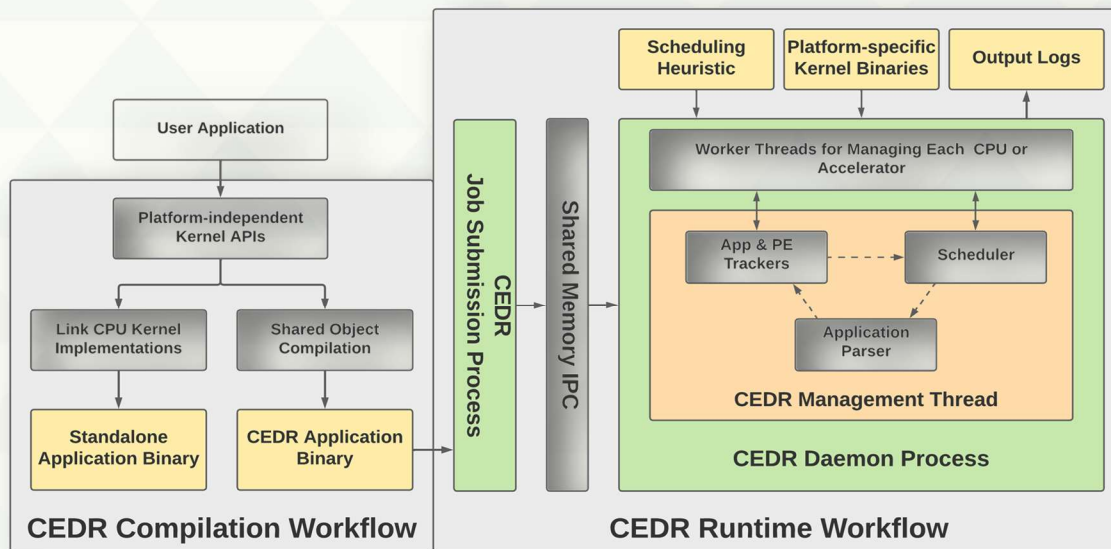 User Application
Platform-independent
Kernel APIs
Link CPU Kernel
Implementations
Shared Object
Compilation
Standalone
Application Binary
CEDR Application
Binary
CEDR Compilation Workflow
CEDR
Job Submission Process
Shared Memory IPC
Scheduling
Heuristic
Platform-specific
Kernel Binaries
Output Logs
Worker Threads for Managing Each CPU or
Accelerator
App & PE
Trackers
Scheduler
Application
Parser
CEDR Management Thread
CEDR Daemon Process
CEDR Runtime Workflow